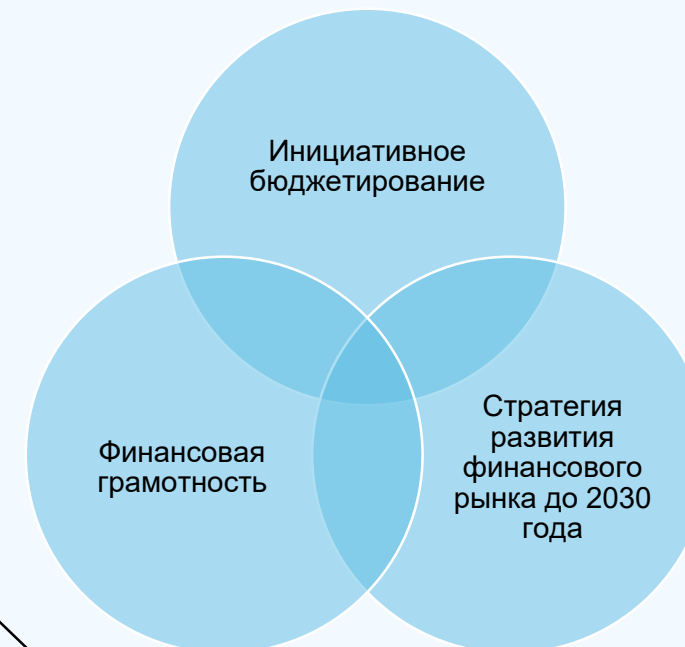 Инициативное
бюджетирование
Финансовая
грамотность
Стратегия
развития
финансового
рынка до 2030
года